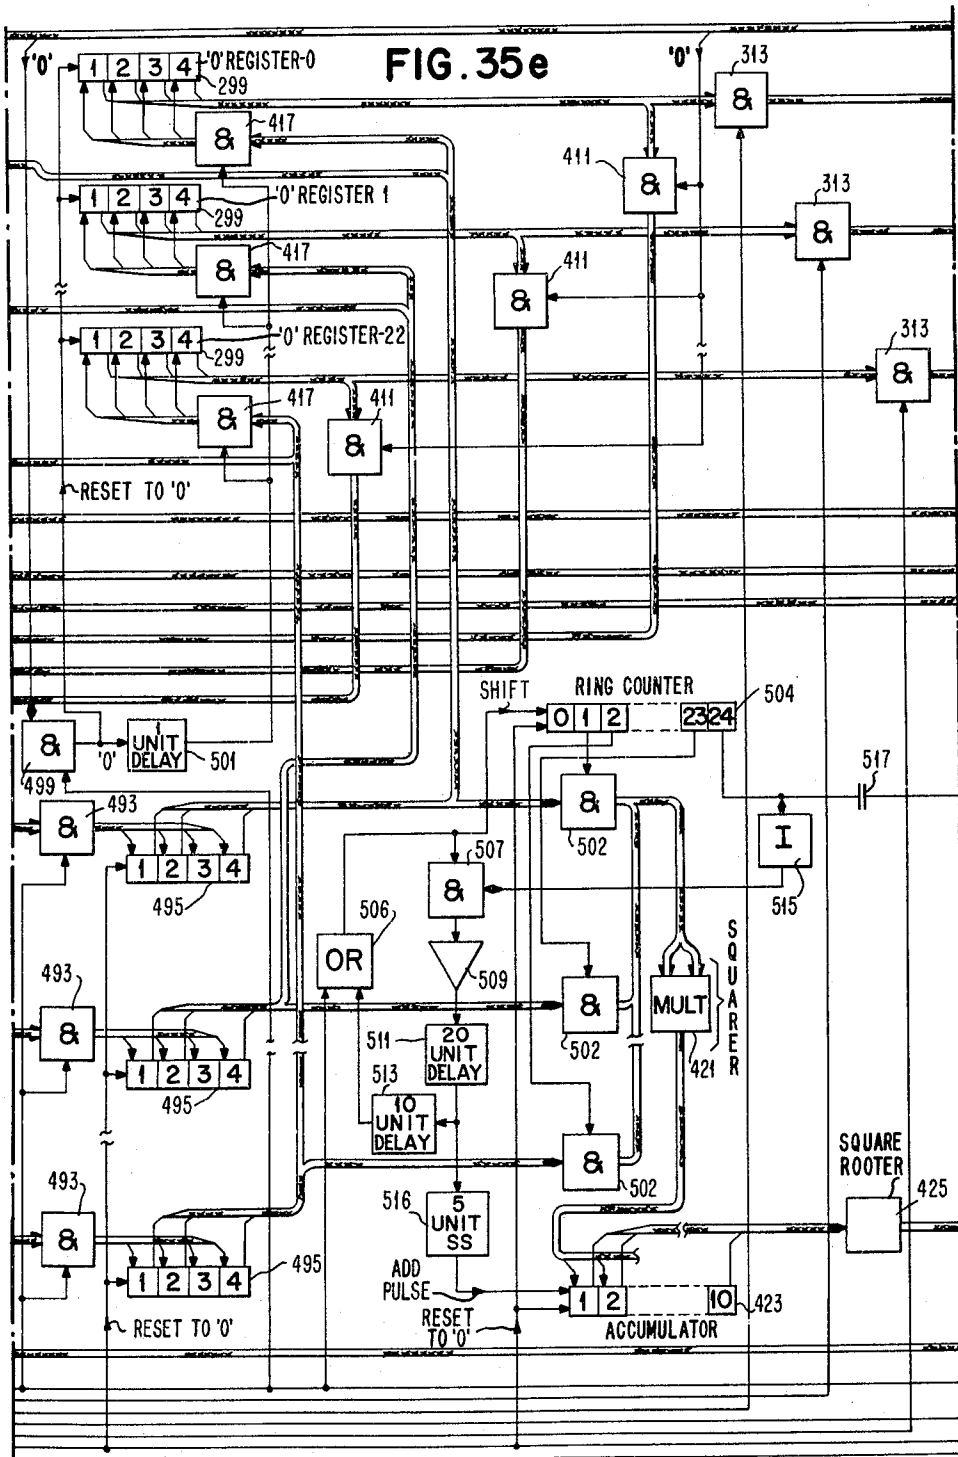 FIG. 35e
'0'
1 2 3 4
'0' REGISTER-0
299
&
417
'0'
313
&
411
&
1 2 3 4
'0' REGISTER 1
299
&
417
313
&
411
&
1 2 3 4
'0' REGISTER-22
299
&
417
411
&
313
&
RESET TO '0'
SHIFT
RING COUNTER
0 1 2 23 24
504
&
499
'0'
1
UNIT
DELAY
501
517
493
&
1 2 3 4
495
&
502
507
&
I
515
506
OR
509
SQUARER
493
&
1 2 3 4
495
511
20
UNIT
DELAY
&
502
MULT
421
513
10
UNIT
DELAY
493
&
1 2 3 4
495
516
5
UNIT
SS
&
502
SQUARE
ROOTER
425
ADD
PULSE
1 2 10
423
ACCUMULATOR
RESET TO '0'
RESET
TO '0'